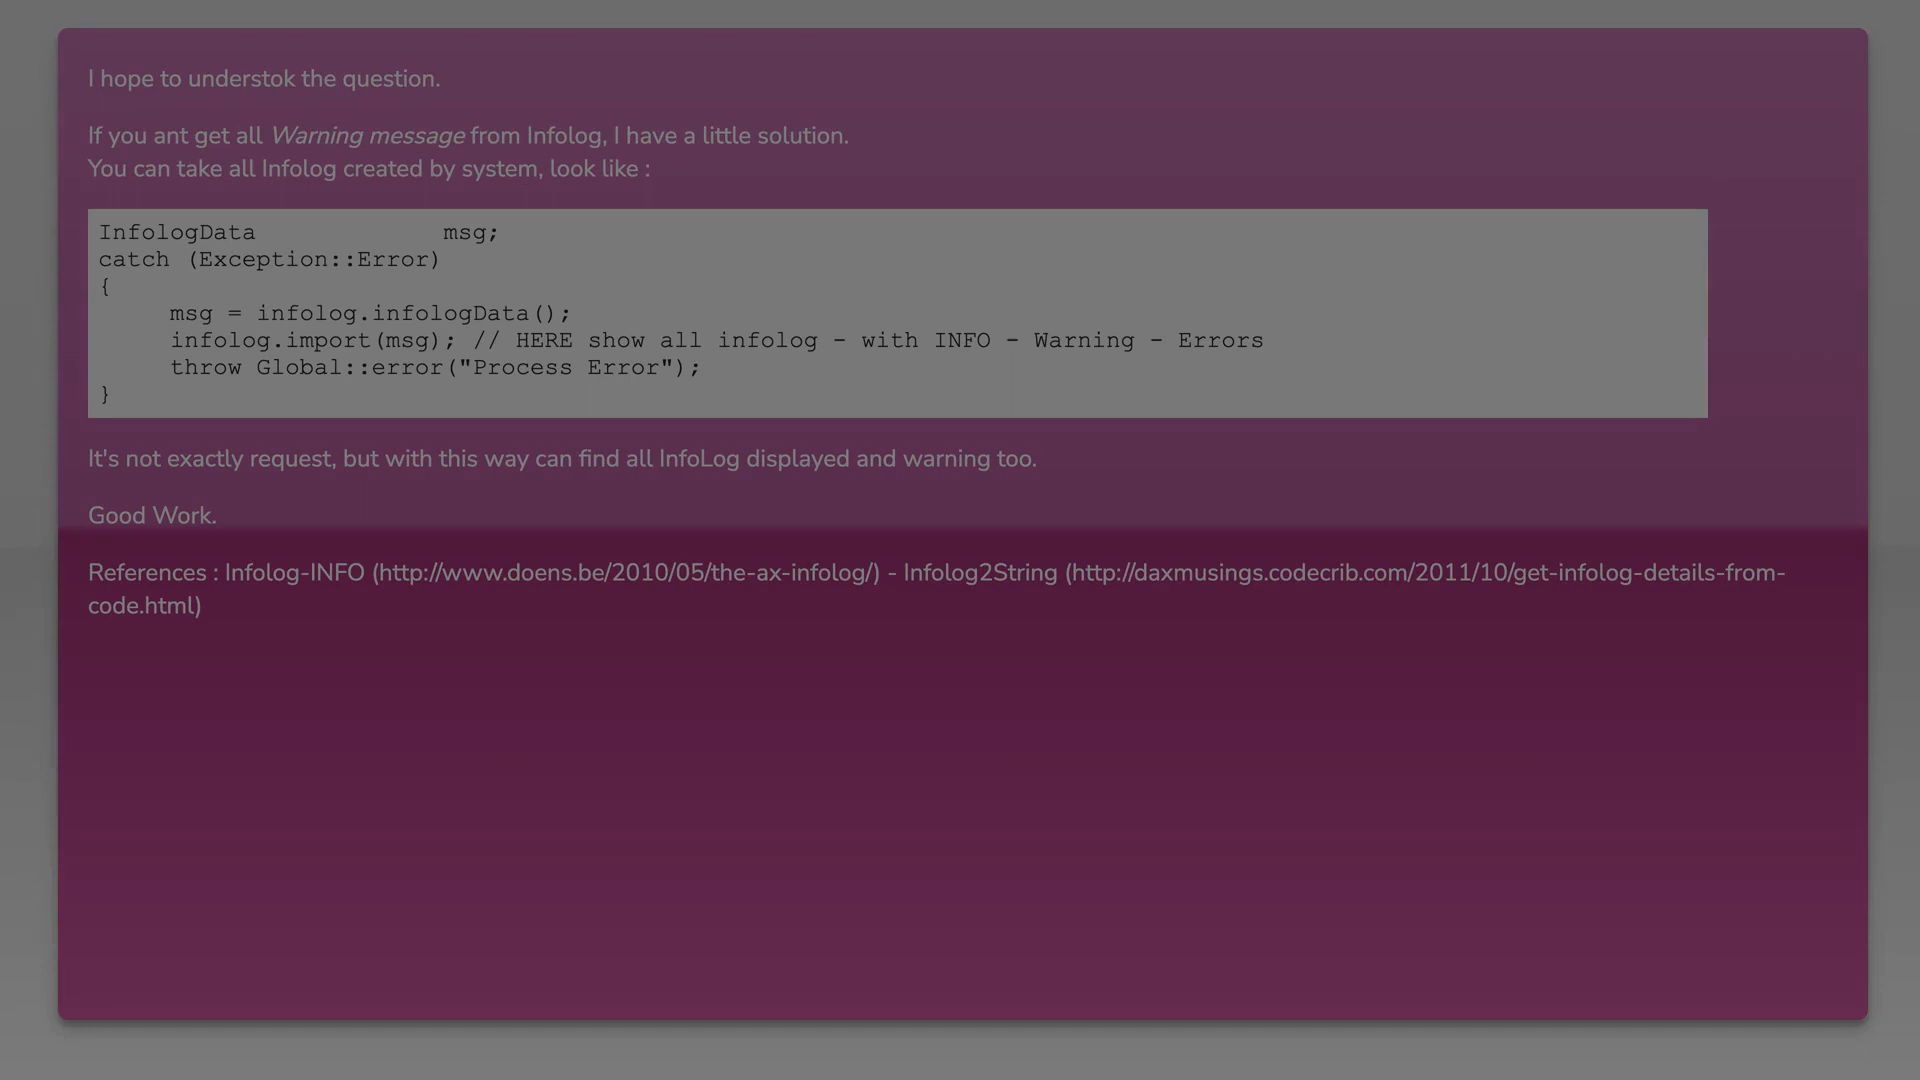 I hope to understok the question.
If you ant get all Warning message from Infolog, I have a little solution.
You can take all Infolog created by system, look like :
InfologData             msg;
catch (Exception::Error)
{
     msg = infolog.infologData();
     infolog.import(msg); // HERE show all infolog - with INFO - Warning - Errors
     throw Global::error("Process Error");
}
It's not exactly request, but with this way can find all InfoLog displayed and warning too.
Good Work.
References : Infolog-INFO (http://www.doens.be/2010/05/the-ax-infolog/) - Infolog2String (http://daxmusings.codecrib.com/2011/10/get-infolog-details-from-
code.html)